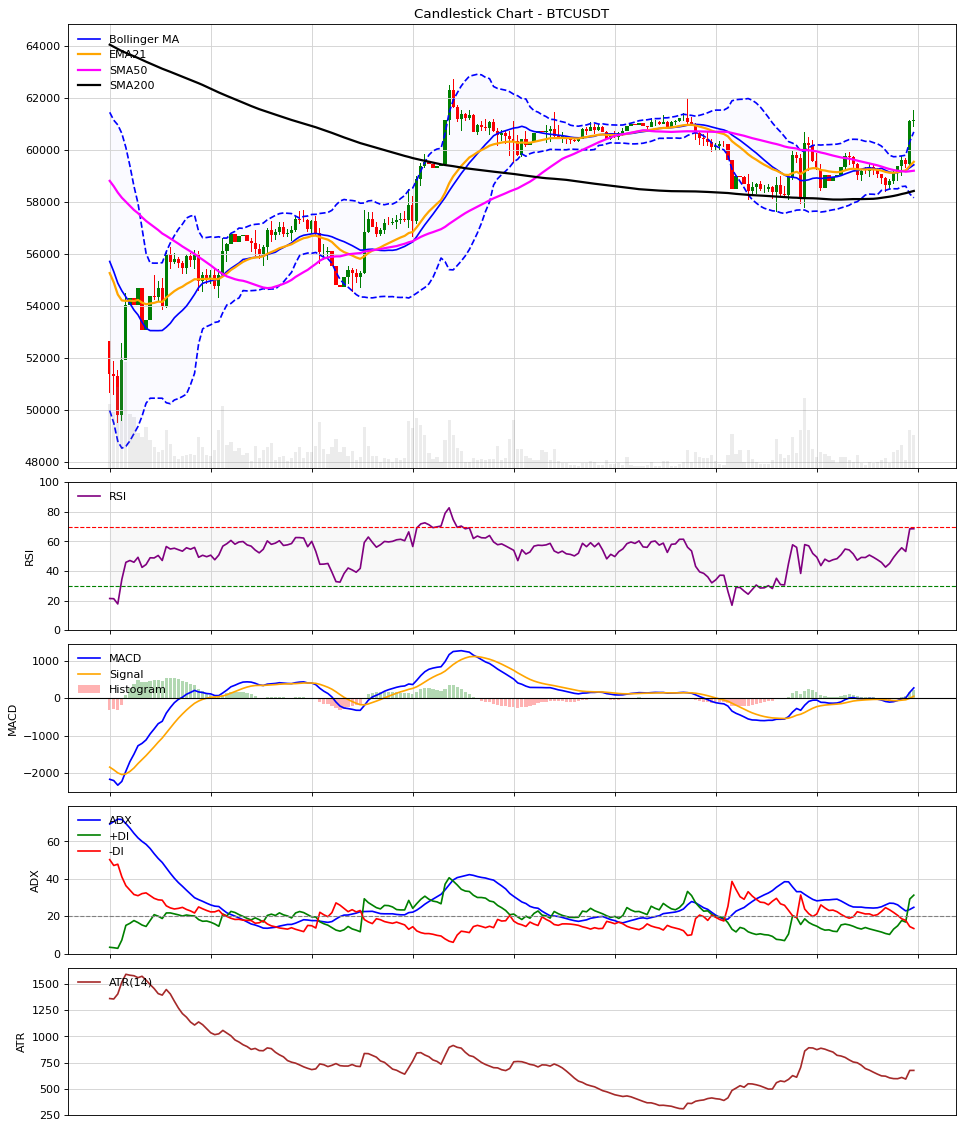 Candlestick Chart - BTCUSDT
64000
62000
60000
58000
56000
54000
52000
50000
48000
Bollinger MA
EMA21
SMA50
SMA200
100
80
60
40
20
0
RSI
RSI
1000
0
−1000
−2000
MACD
MACD
Signal
Histogram
60
40
20
0
ADX
ADX
+DI
-DI
1500
1250
1000
750
500
250
ATR
ATR(14)